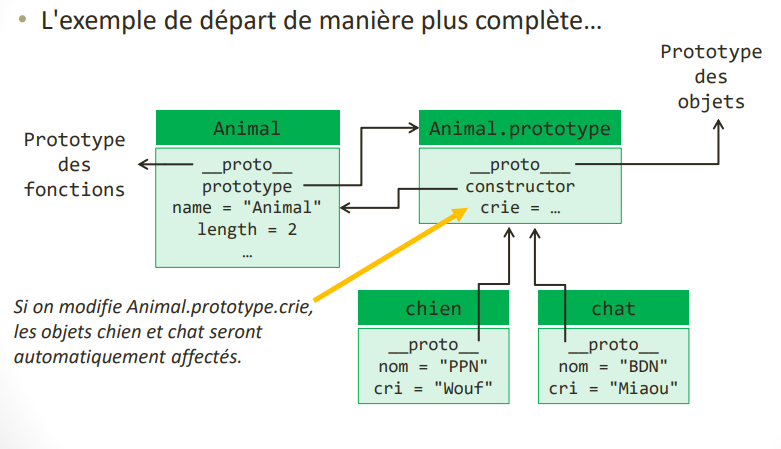 • L'exemple de départ de manière plus complète…
Prototype
des
objets
Prototype
des
fonctions
Animal
__proto__
prototype
name = "Animal"
length = 2
…
Animal.prototype
__proto___
constructor
crie = …
Si on modifie Animal.prototype.crie,
les objets chien et chat seront
automatiquement affectés.
chien
__proto__
nom = "PPN"
cri = "Wouf"
chat
__proto__
nom = "BDN"
cri = "Miaou"